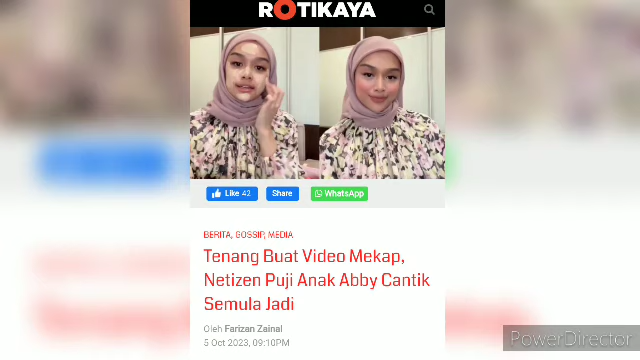 ROTIKAYA
Like 42
Share
WhatsApp
BERITA, GOSSIP, MEDIA
Tenang Buat Video Mekap,
Netizen Puji Anak Abby Cantik
Semula Jadi
Oleh Farizan Zainal
5 Oct 2023, 09:10PM
PowerDirector